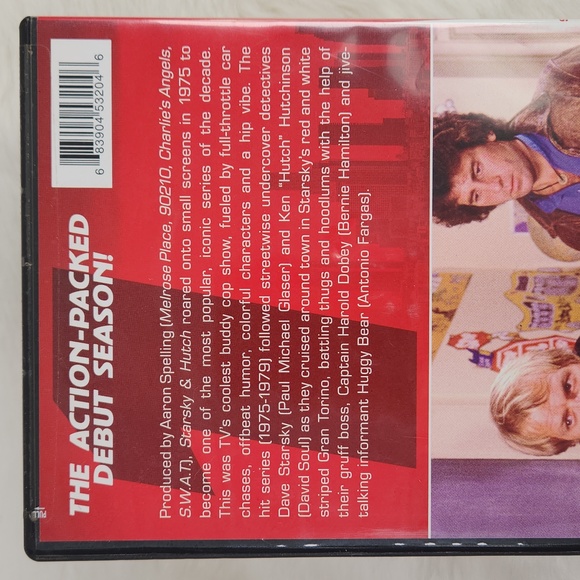 THE ACTION-PACKED
DEBUT SEASON!
6 83904 53204 6
Produced by Aaron Spelling (Melrose Place, 90210, Charlie's Angels,
S.W.A.T.), Starsky & Hutch roared onto small screens in 1975 to
become one of the most popular, iconic series of the decade.
This was TV's coolest buddy cop show, fueled by full-throttle car
chases, offbeat humor, colorful characters and a hip vibe. The
hit series (1975-1979) followed streetwise undercover detectives
Dave Starsky (Paul Michael Glaser) and Ken "Hutch" Hutchinson
(David Soul) as they cruised around town in Starsky's red and white
striped Gran Torino, battling thugs and hoodlums with the help of
thair gruff boss, Captain Harold Dobey (Bernie Hamilton) and jive-
talking informant Huggy Bear (Antonio Fargas).